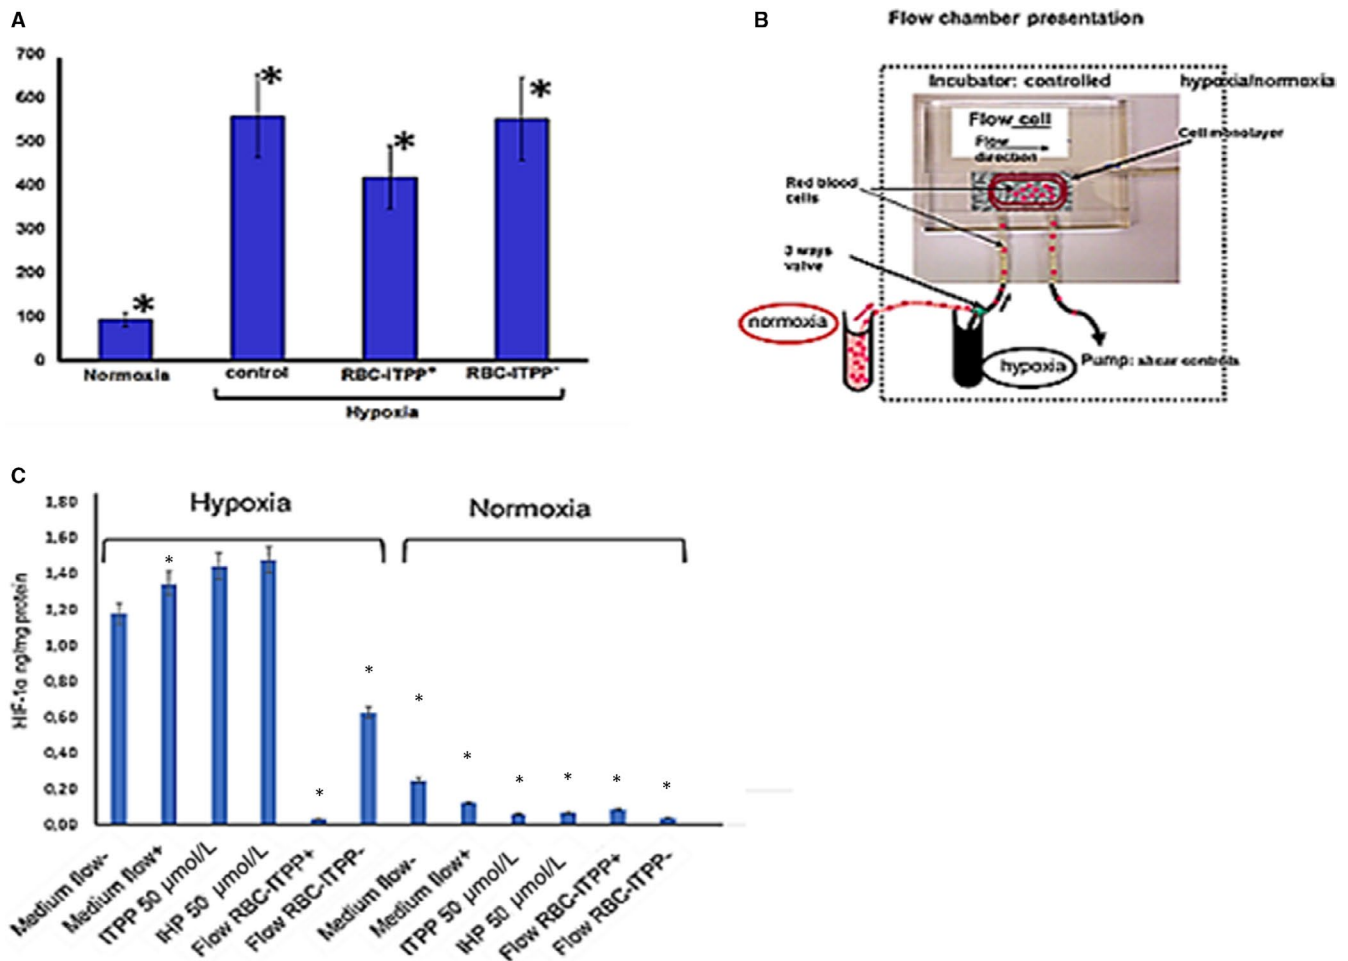 A
700
600
500
400
300
200
100
0
*
*
*
*
Normoxia
control
RBC-ITPP+
RBC-ITPP-
Hypoxia
B
Flow chamber presentation
Incubator: controlled hypoxia/normoxia
Flow cell
Flow
direction
Cell monolayer
Red blood
cells
3 ways
valve
normoxia
hypoxia
Pump: shear controls
C
HIF-1α ng/mg protein
1,80
1,60
1,40
1,20
1,00
0,80
0,60
0,40
0,20
0,00
Hypoxia
Normoxia
*
*
*
*
*
*
*
*
*
Medium flow-
Medium flow+
ITPP 50 µmol/L
IHP 50 µmol/L
Flow RBC-ITPP+
Flow RBC-ITPP-
Medium flow-
Medium flow+
ITPP 50 µmol/L
IHP 50 µmol/L
Flow RBC-ITPP+
Flow RBC-ITPP-